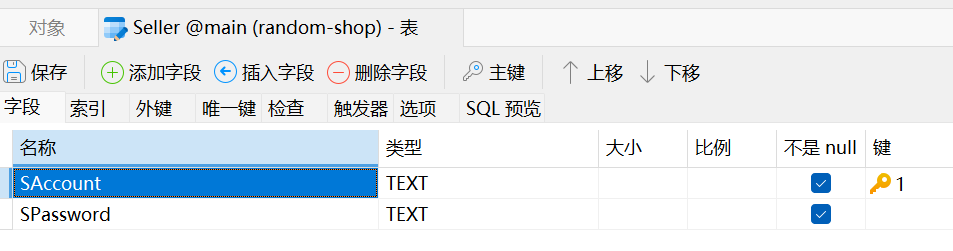 对象 Seller @main (random-shop) - 表
保存 添加字段 插入字段 删除字段 主键 上移 下移
字段 索引 外键 唯一键 检查 触发器 选项 SQL 预览
名称 类型 大小 比例 不是 null 键
SAccount TEXT 1
SPassword TEXT